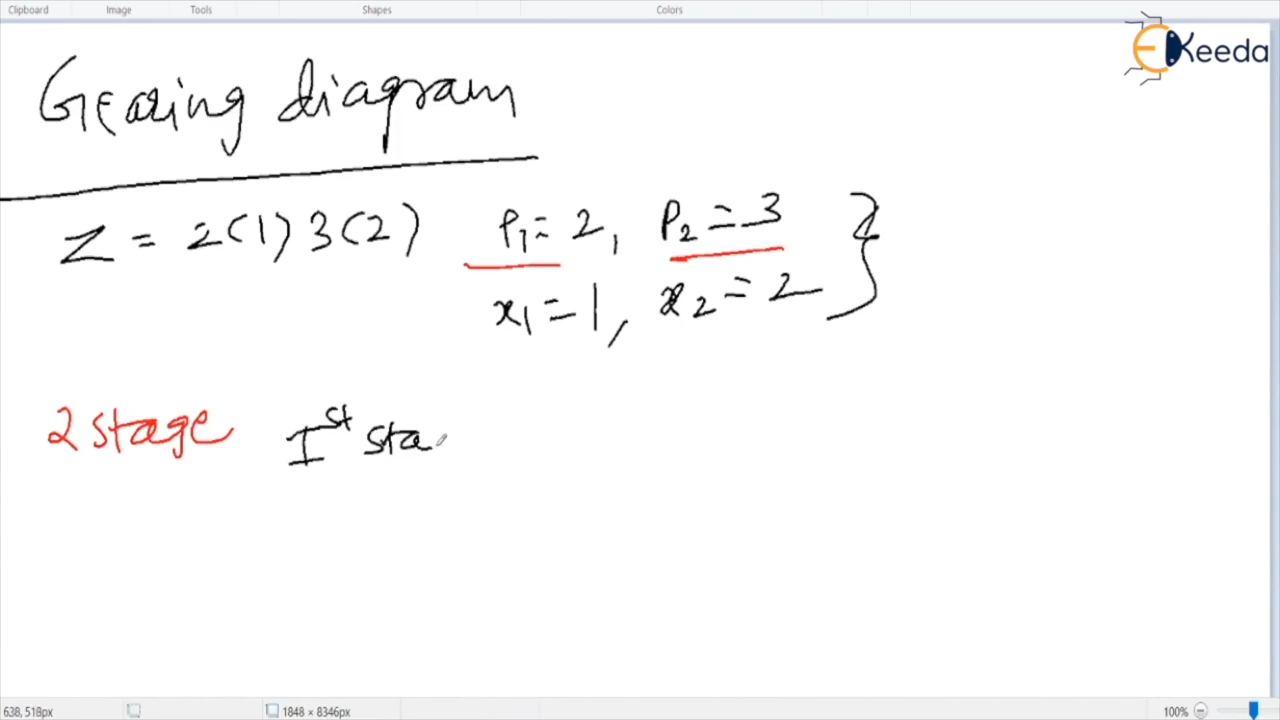 Clipboard Image Tools Shapes Colors
EKeeda
Gearing diagram
Z = 2(1) 3(2) P1 = 2, P2 = 3
x1 = 1, x2 = 2
2 stage Ist sta
638, 518px 1848 × 8346px 100%